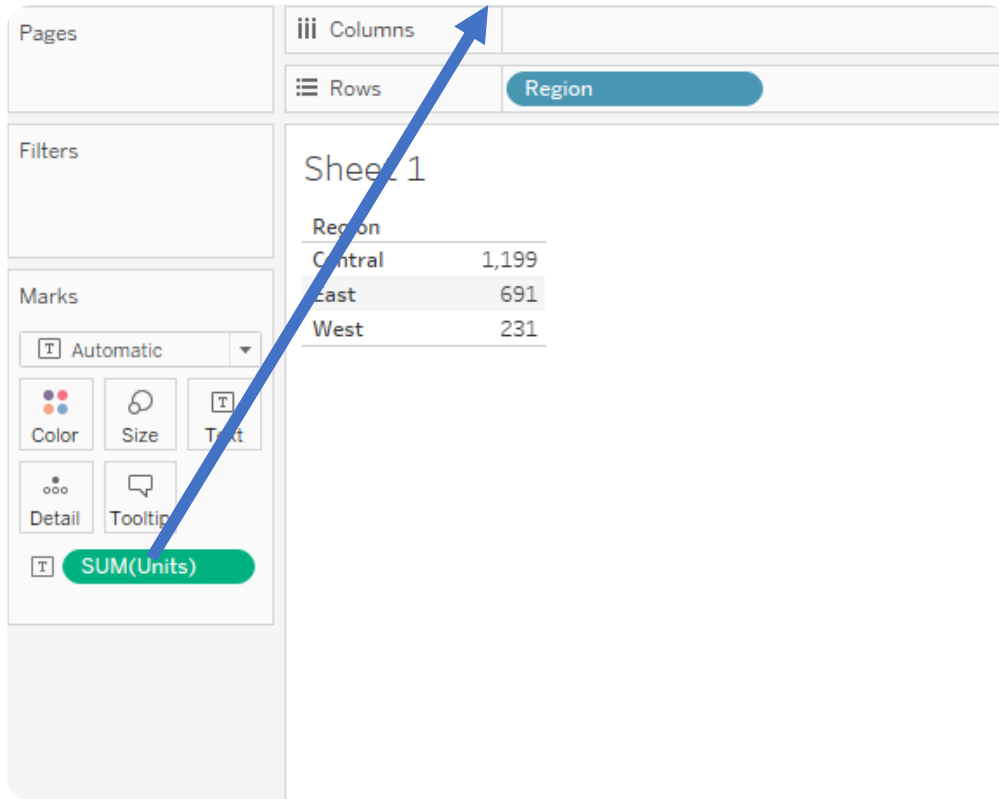 Pages
Columns
Rows
Region
Filters
Sheet 1
Region
Central 1,199
East 691
West 231
Marks
T Automatic
Color Size Text
Detail Tooltip
T SUM(Units)